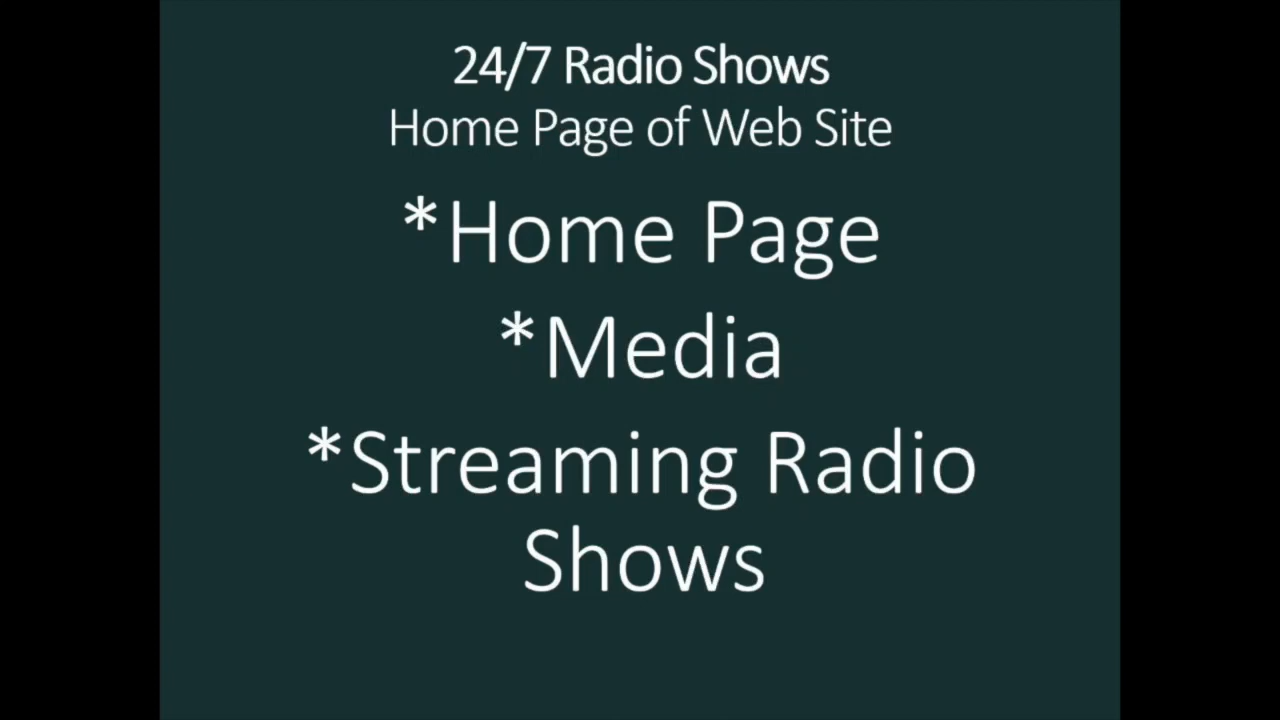 24/7 Radio Shows
Home Page of Web Site
*Home Page
*Media
*Streaming Radio
Shows